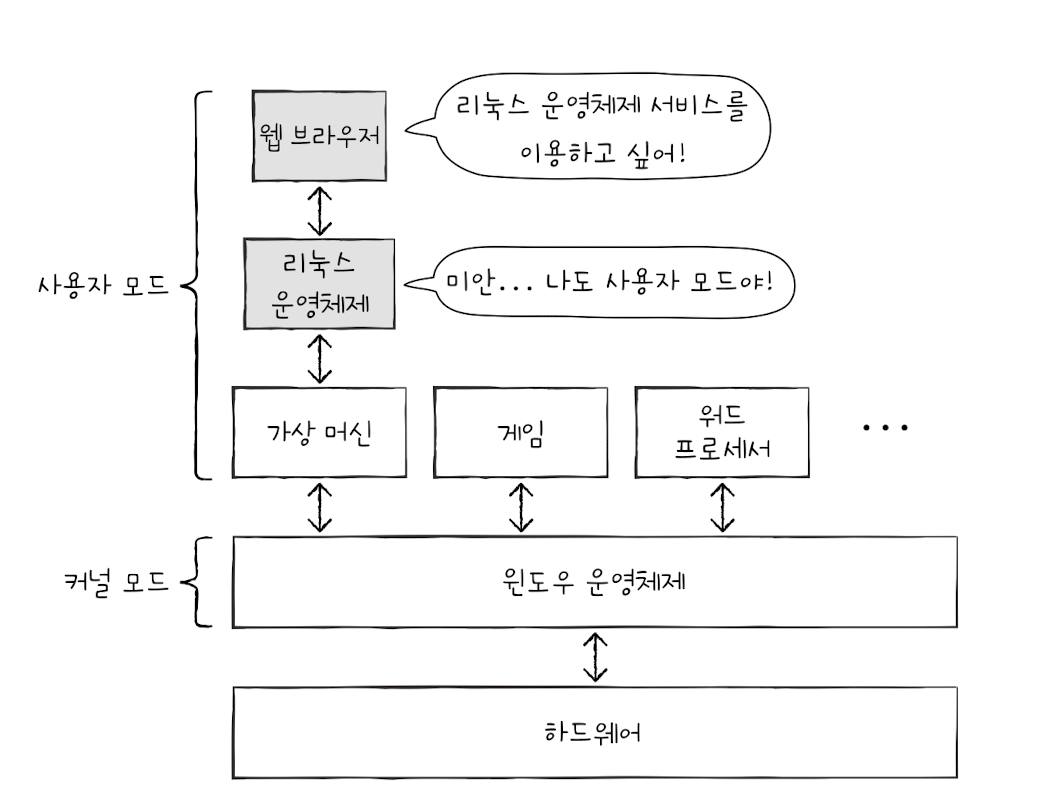 웹 브라우저
리눅스 운영체제 서비스를
이용하고 싶어!
사용자 모드
리눅스
운영체제
미안... 나도 사용자 모드야!
가상 머신
게임
워드
프로세서
...
커널 모드
윈도우 운영체제
하드웨어